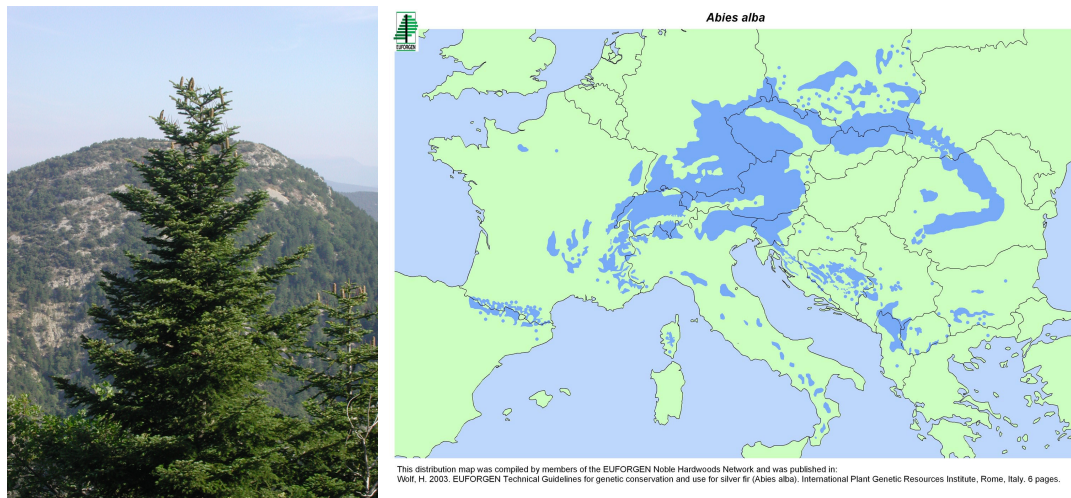 Abies alba
EUFORGEN
This distribution map was compiled by members of the EUFORGEN Noble Hardwoods Network and was published in:
Wolf, H. 2003. EUFORGEN Technical Guidelines for genetic conservation and use for silver fir (Abies alba). International Plant Genetic Resources Institute, Rome, Italy. 6 pages.